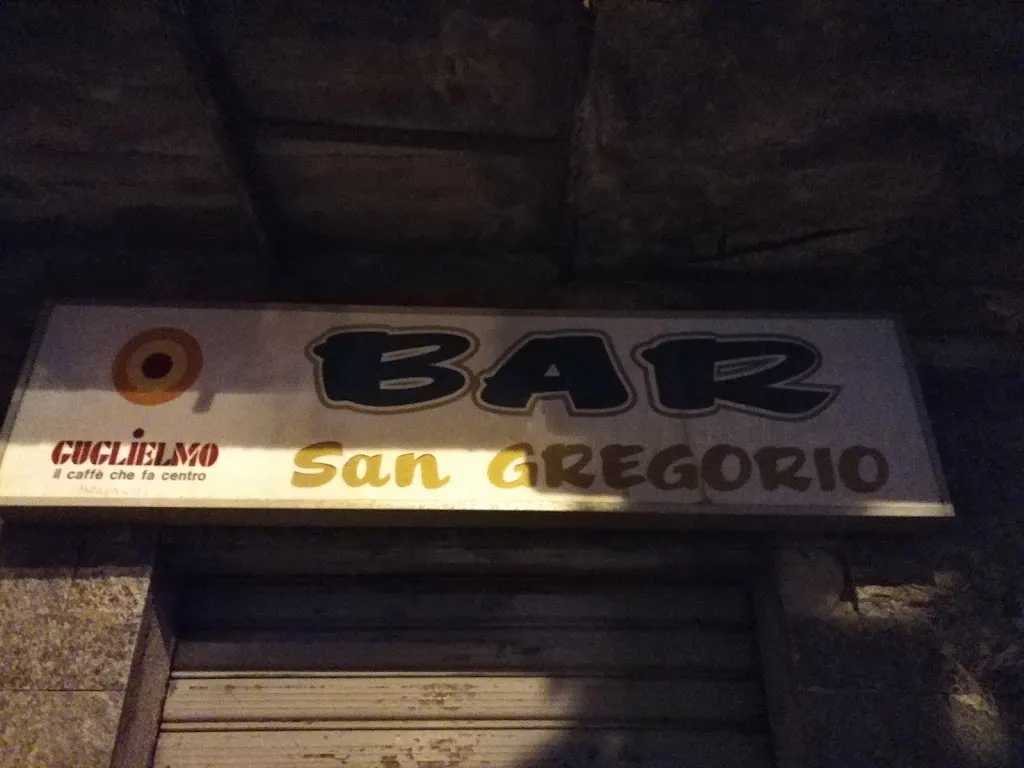 BAR
San GREGORIO
GUGLiELMO
il caffè che fa centro